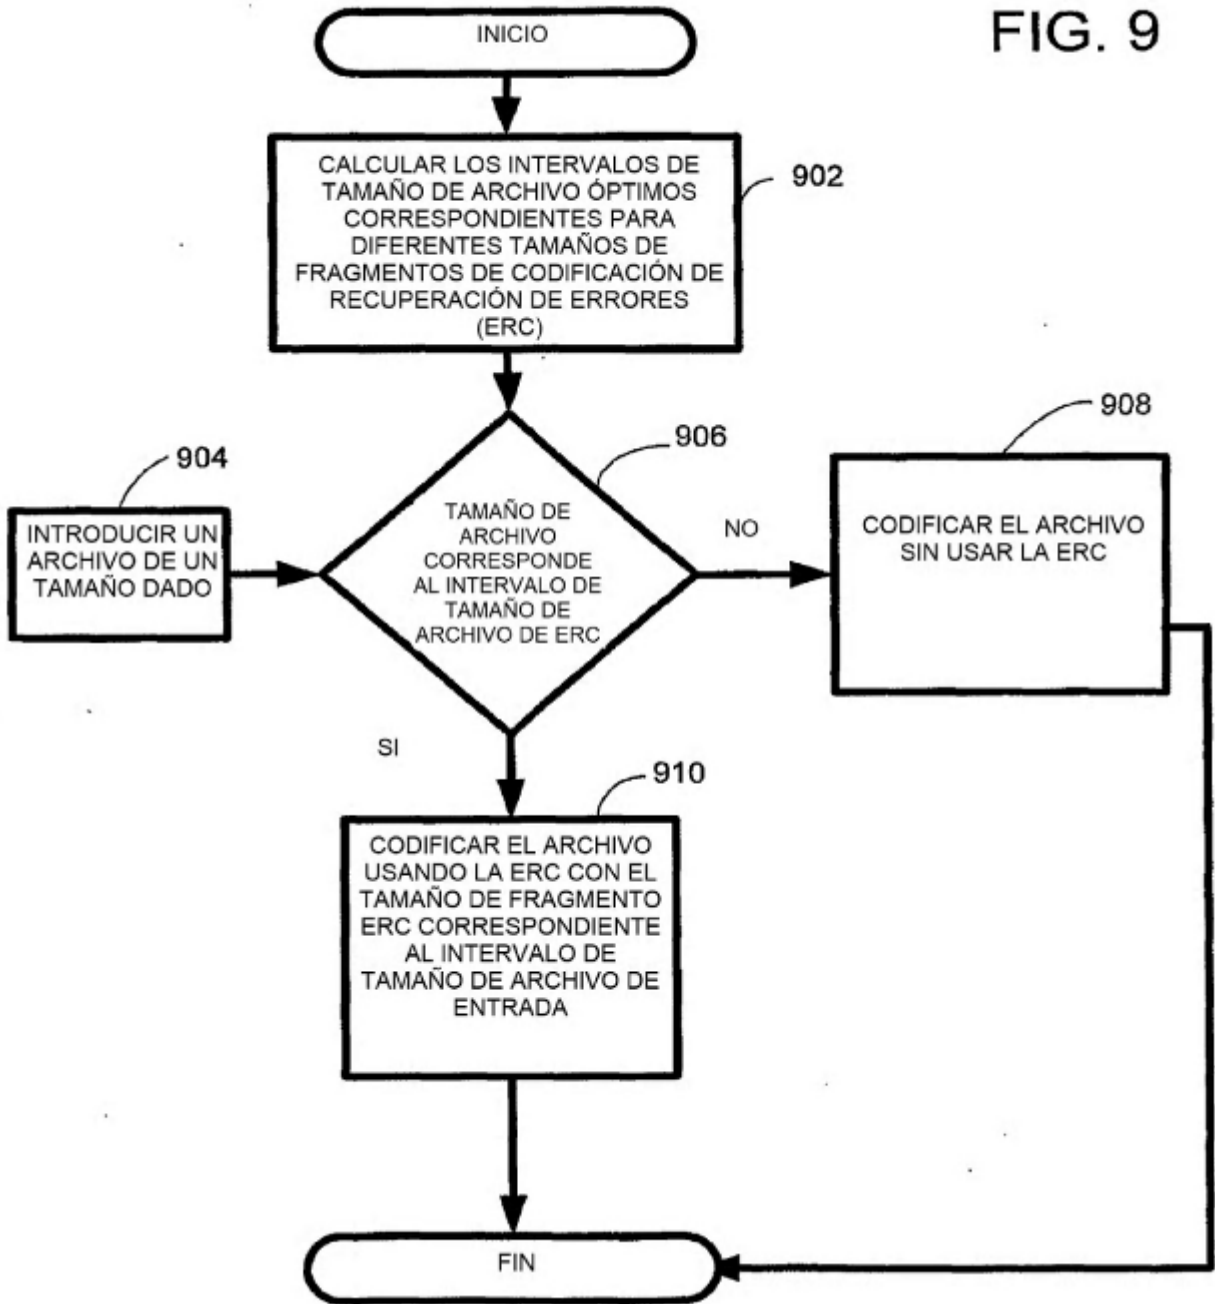 FIG. 9
INICIO
CALCULAR LOS INTERVALOS DE
TAMAÑO DE ARCHIVO ÓPTIMOS
CORRESPONDIENTES PARA
DIFERENTES TAMAÑOS DE
FRAGMENTOS DE CODIFICACIÓN DE
RECUPERACIÓN DE ERRORES
(ERC)
902
904
INTRODUCIR UN
ARCHIVO DE UN
TAMAÑO DADO
906
TAMAÑO DE
ARCHIVO
CORRESPONDE
AL INTERVALO DE
TAMAÑO DE
ARCHIVO DE ERC
NO
908
CODIFICAR EL ARCHIVO
SIN USAR LA ERC
SI
910
CODIFICAR EL ARCHIVO
USANDO LA ERC CON EL
TAMAÑO DE FRAGMENTO
ERC CORRESPONDIENTE
AL INTERVALO DE
TAMAÑO DE ARCHIVO DE
ENTRADA
FIN